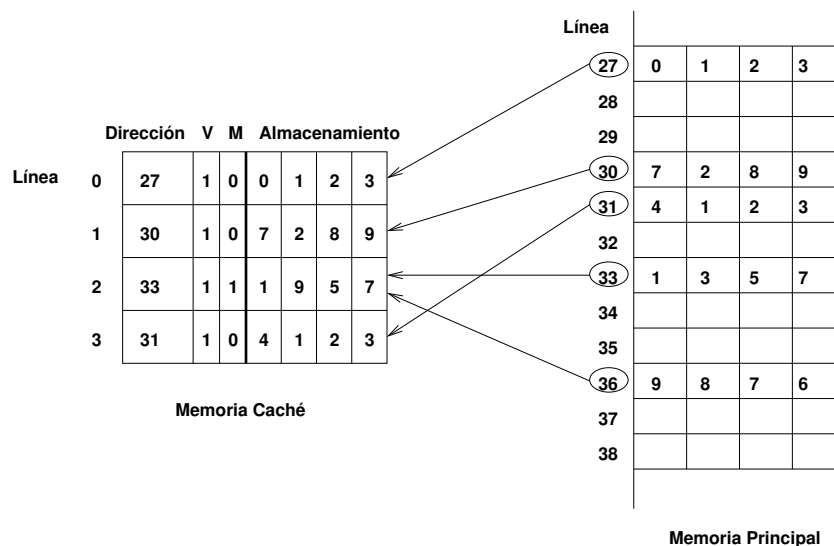 Línea
27 0 1 2 3
28
29
Dirección V M Almacenamiento
Línea 0 27 1 0 0 1 2 3
1 30 1 0 7 2 8 9
2 33 1 1 1 9 5 7
3 31 1 0 4 1 2 3
Memoria Caché
30 7 2 8 9
31 4 1 2 3
32
33 1 3 5 7
34
35
36 9 8 7 6
37
38
Memoria Principal